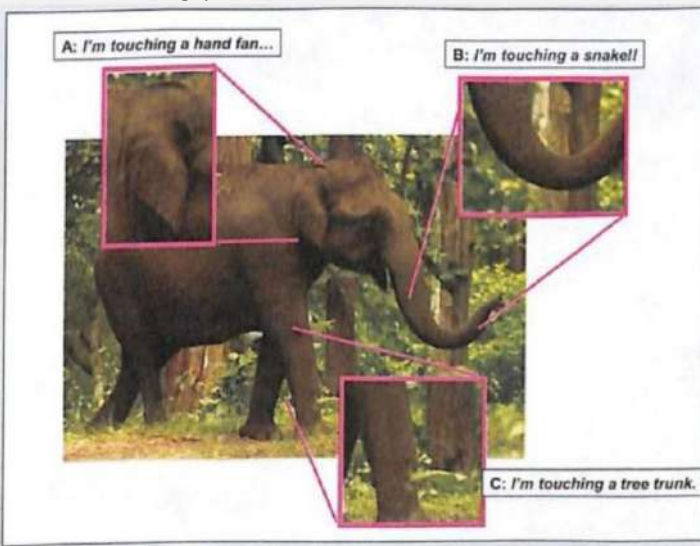 A: I'm touching a hand fan...
B: I'm touching a snake!!
C: I'm touching a tree trunk.